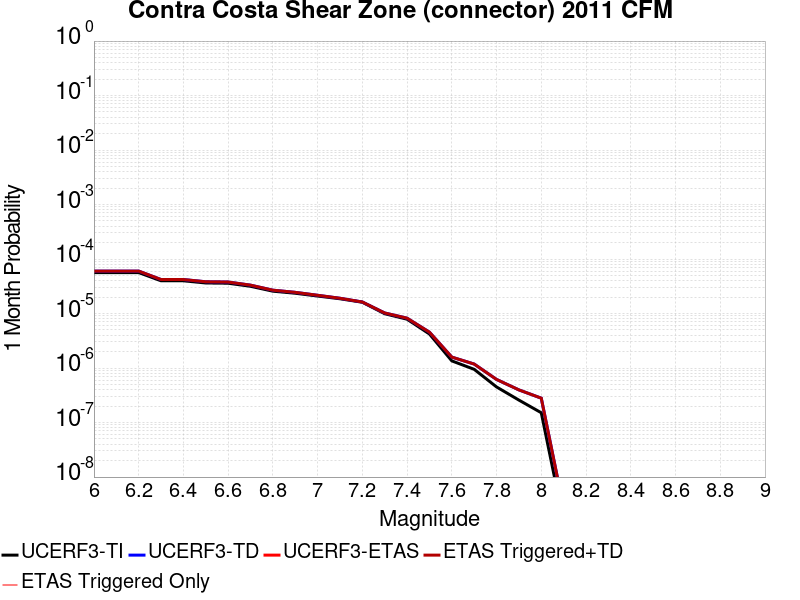 Contra Costa Shear Zone (connector) 2011 CFM
10^0
10^-1
10^-2
10^-3
10^-4
10^-5
10^-6
10^-7
10^-8
1 Month Probability
6 6.2 6.4 6.6 6.8 7 7.2 7.4 7.6 7.8 8 8.2 8.4 8.6 8.8 9
Magnitude
UCERF3-TI UCERF3-TD UCERF3-ETAS ETAS Triggered+TD
ETAS Triggered Only